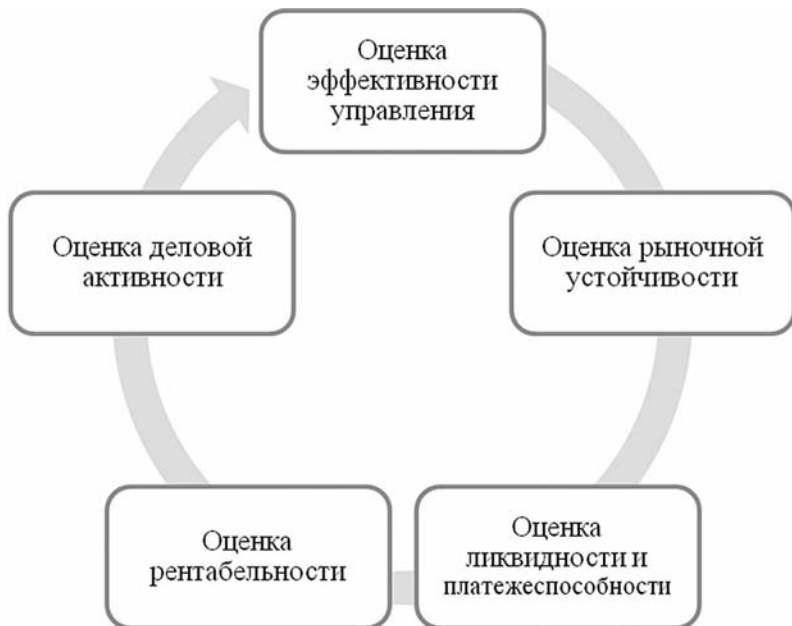 Оценка
эффективности
управления
Оценка деловой
активности
Оценка рыночной
устойчивости
Оценка
рентабельности
Оценка
ликвидности и
платежеспособности